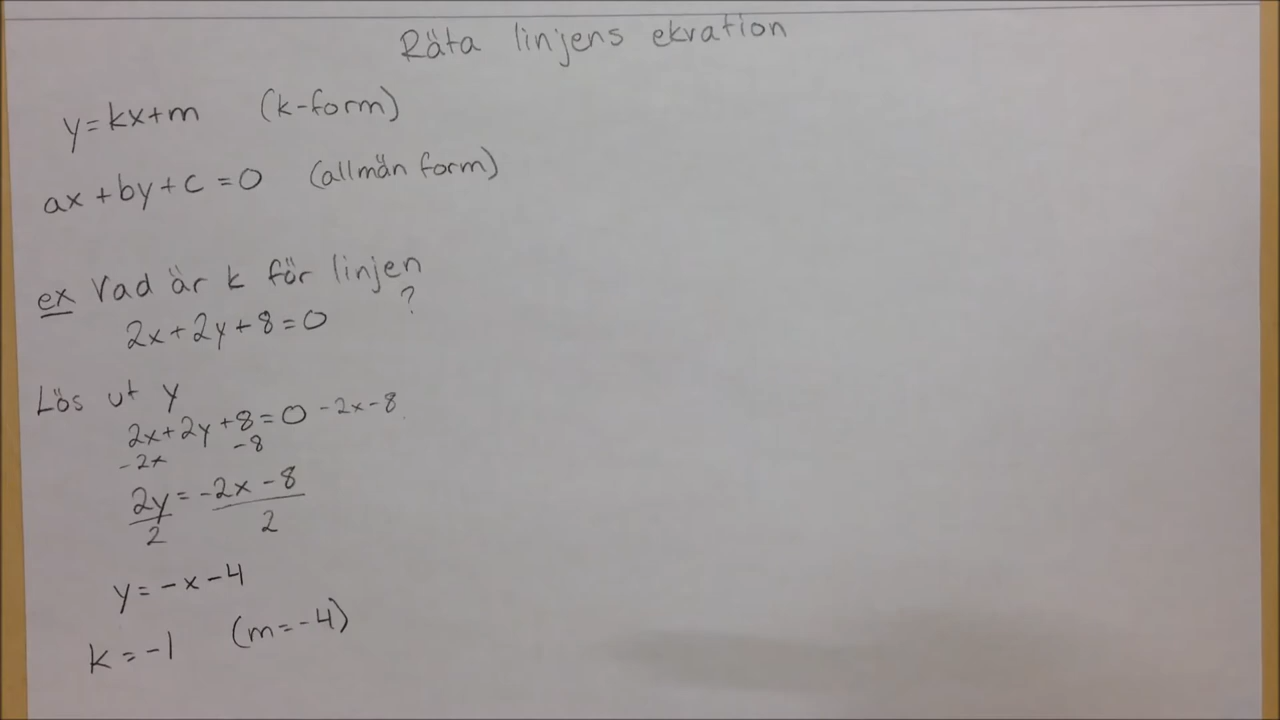 Räta linjens ekvation
y=kx+m (k-form)
ax+by+c=0 (allmän form)
ex Vad är k för linjen
2x+2y+8=0 ?
Lös ut y
2x+2y+8=0 -2x-8
-2x -8
2y = -2x-8
2 2
y=-x-4
k=-1 (m=-4)